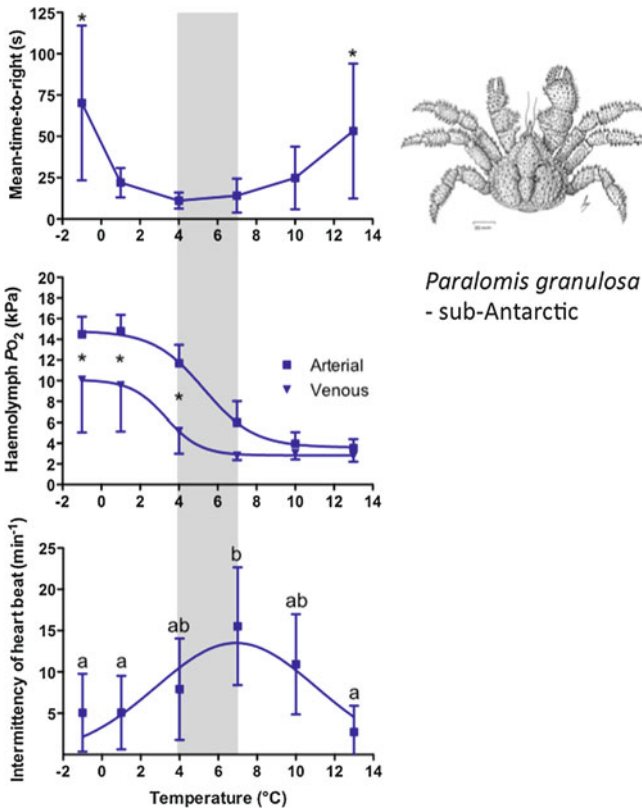 125
100
75
50
25
0
Mean-time-to-right (s)
*
*
-2 0 2 4 6 8 10 12 14
Paralomis granulosa
- sub-Antarctic
20
18
16
14
12
10
8
6
4
2
0
Haemolymph PO2 (kPa)
* * *
Arterial
Venous
-2 0 2 4 6 8 10 12 14
25
20
15
10
5
Intermittency of heart beat (min-1)
a a ab b ab a
-2 0 2 4 6 8 10 12 14
Temperature (°C)